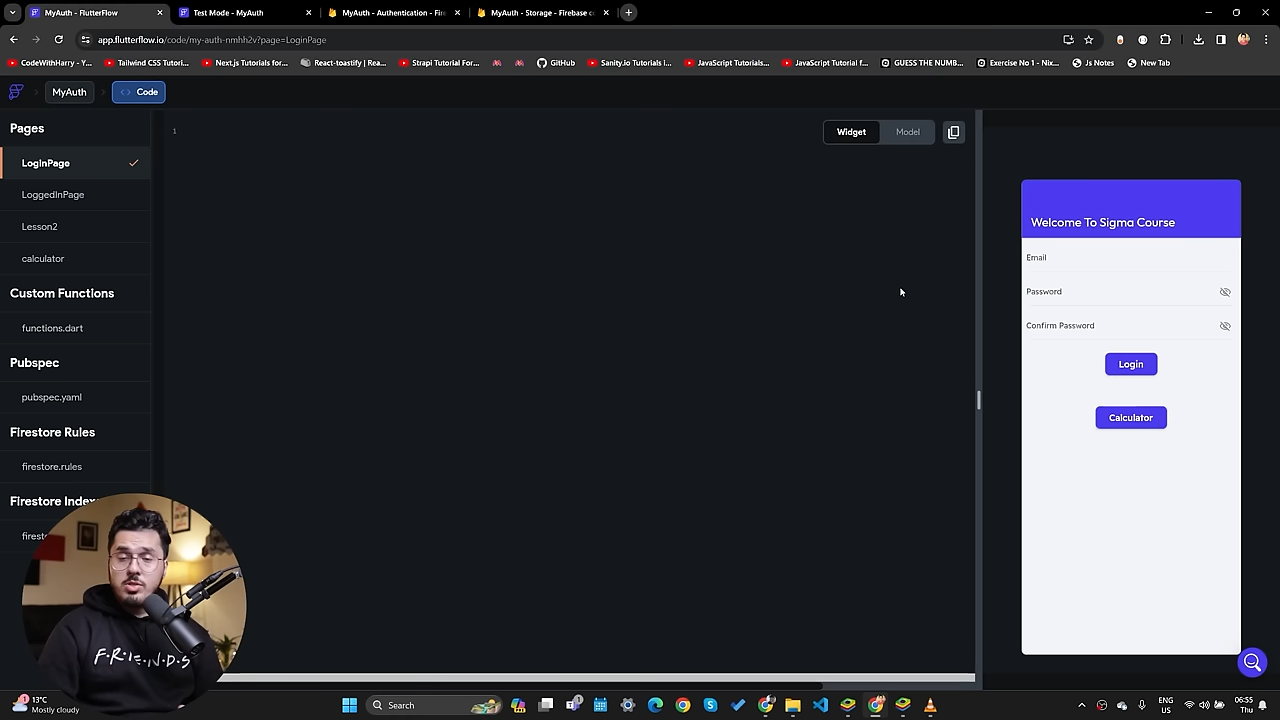 MyAuth - FlutterFlow
Test Mode - MyAuth
MyAuth - Authentication - Fire
MyAuth - Storage - Firebase co
app.flutterflow.io/code/my-auth-nmhh2v?page=LoginPage
CodeWithHarry - Y...
Tailwind CSS Tutori...
Next.js Tutorials for...
React-toastify | Rea...
Strapi Tutorial For...
GitHub
Sanity.io Tutorials I...
JavaScript Tutorials...
JavaScript Tutorial f...
GUESS THE NUMB...
Exercise No 1 - Nix...
Js Notes
New Tab
MyAuth
<> Code
Pages
LoginPage
LoggedInPage
Lesson2
calculator
Custom Functions
functions.dart
Pubspec
pubspec.yaml
Firestore Rules
firestore.rules
Firestore Index
firest
1
Widget
Model
Welcome To Sigma Course
Email
Password
Confirm Password
Login
Calculator
F·R·I·E·N·D·S
13°C
Mostly cloudy
Search
ENG
US
06:55
Thu